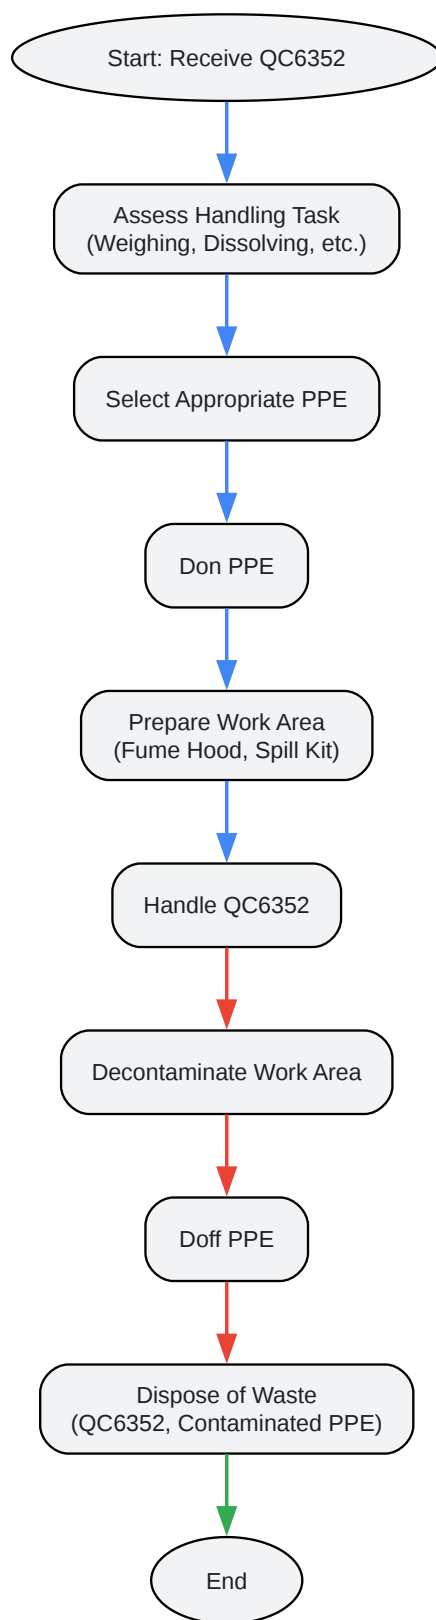 Start: Receive QC6352
Assess Handling Task
(Weighing, Dissolving, etc.)
Select Appropriate PPE
Don PPE
Prepare Work Area
(Fume Hood, Spill Kit)
Handle QC6352
Decontaminate Work Area
Doff PPE
Dispose of Waste
(QC6352, Contaminated PPE)
End